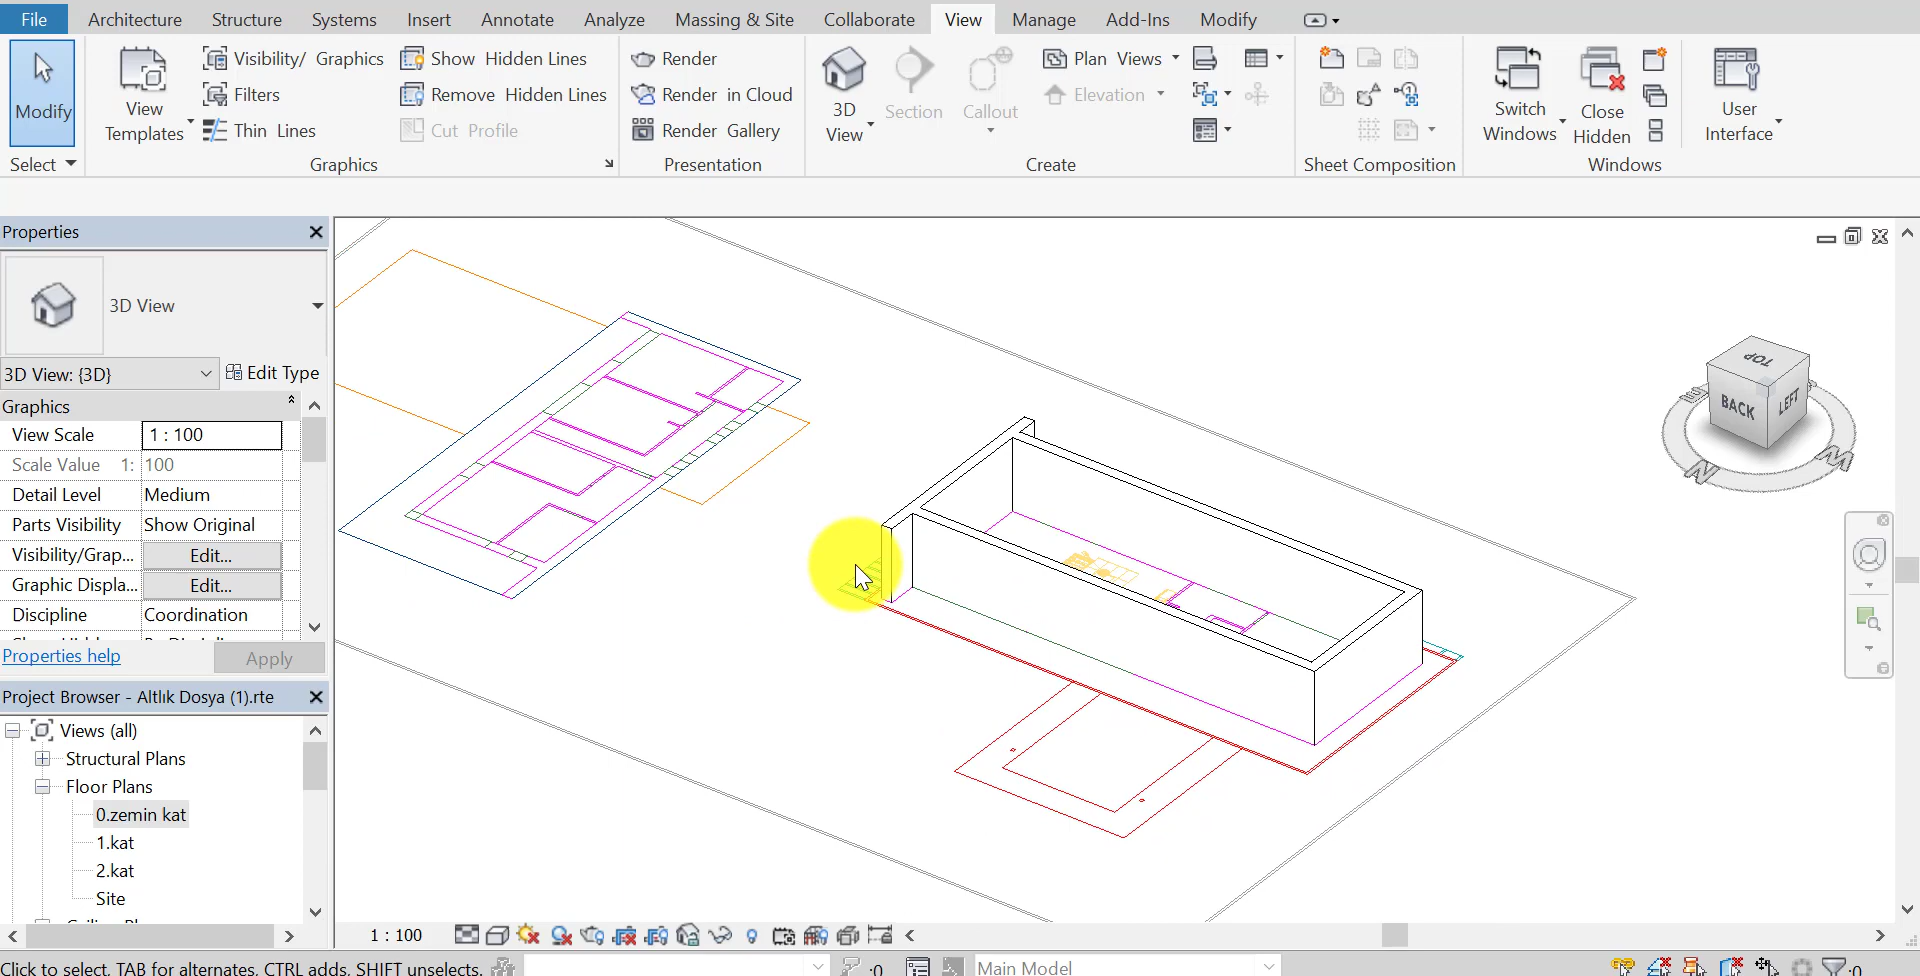 File Architecture Structure Systems Insert Annotate Analyze Massing & Site Collaborate View Manage Add-Ins Modify
Modify
Select
View
Templates
Visibility/ Graphics
Filters
Thin Lines
Show Hidden Lines
Remove Hidden Lines
Cut Profile
Graphics
Render
Render in Cloud
Render Gallery
Presentation
3D
View
Section
Callout
Plan Views
Elevation
Create
Sheet Composition
Switch
Windows
Close
Hidden
Windows
User
Interface
Properties
3D View
3D View: {3D}
Edit Type
Graphics
View Scale 1 : 100
Scale Value 1: 100
Detail Level Medium
Parts Visibility Show Original
Visibility/Grap... Edit...
Graphic Displa... Edit...
Discipline Coordination
Properties help
Apply
Project Browser - Altlık Dosya (1).rte
Views (all)
Structural Plans
Floor Plans
0.zemin kat
1.kat
2.kat
Site
TOP
BACK
LEFT
N
1 : 100
Click to select, TAB for alternates, CTRL adds, SHIFT unselects.
:0
Main Model
:0